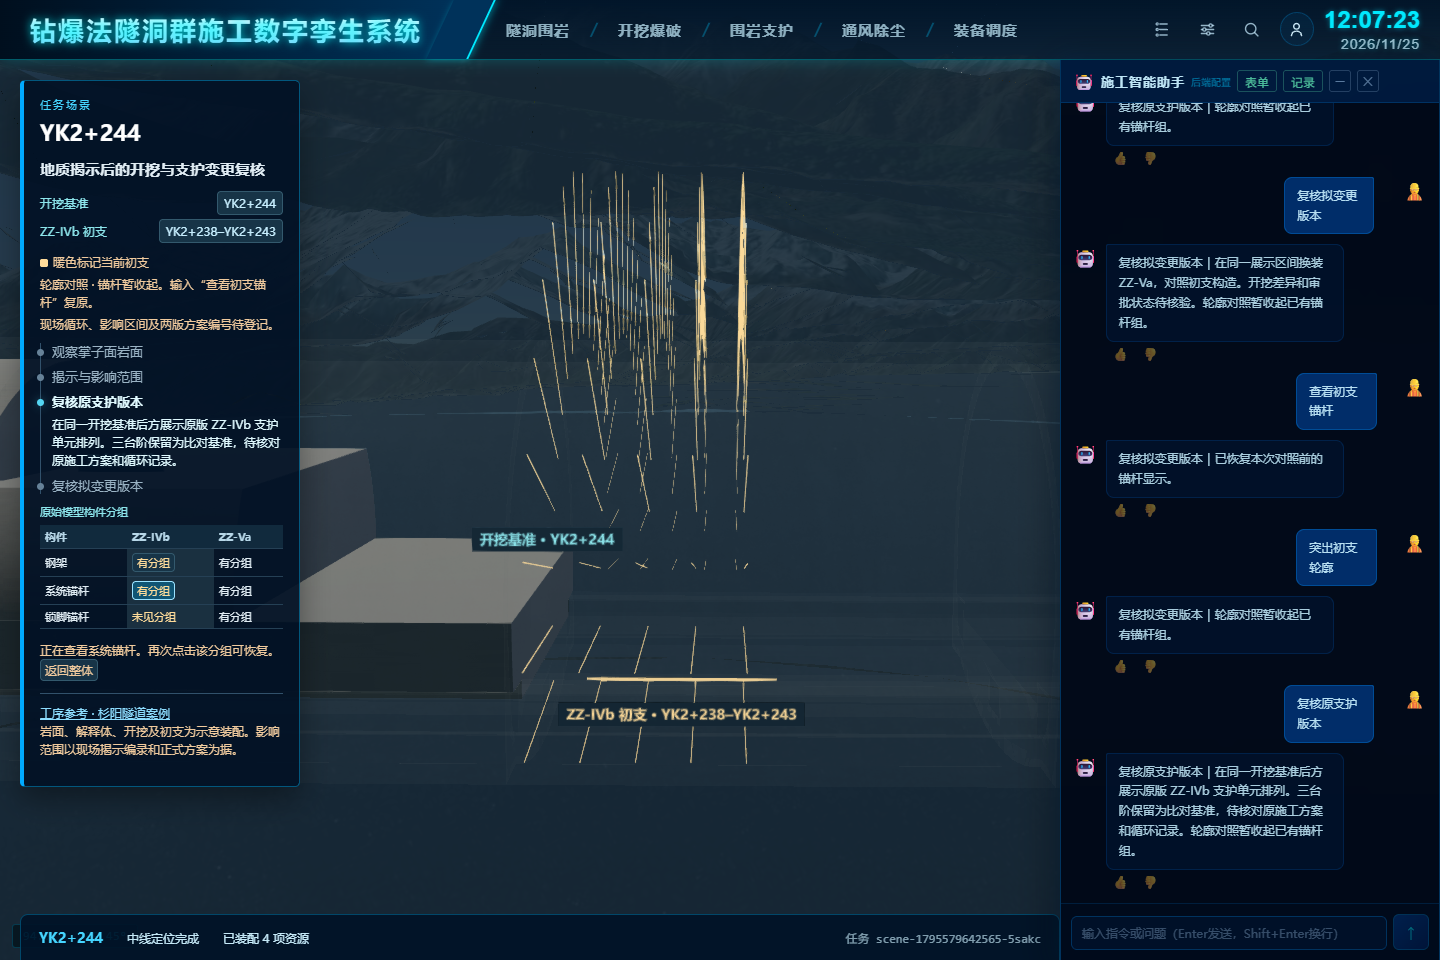 钻爆法隧洞群施工数字孪生系统
隧洞围岩 / 开挖爆破 / 围岩支护 / 通风除尘 / 装备调度
12:07:23
2026/11/25
任务场景
YK2+244
地质揭示后的开挖与支护变更复核
开挖基准 YK2+244
ZZ-IVb 初支 YK2+238—YK2+243
暖色标记当前初支
轮廓对照 · 锚杆暂收起。输入“查看初支锚
杆”复原。
现场循环、影响区间及两版方案编号待登记。
观察掌子面岩面
揭示与影响范围
复核原支护版本
在同一开挖基准后方展示原版 ZZ-IVb 支护
单元排列。三台阶保留为比对基准，待核对
原施工方案和循环记录。
复核拟变更版本
原始模型构件分组
构件 ZZ-IVb ZZ-Va
钢架 有分组 有分组
系统锚杆 有分组 有分组
锁脚锚杆 未见分组 有分组
正在查看系统锚杆。再次点击该分组可恢复。
返回整体
工序参考 · 杉阳隧道案例
岩面、解释体、开挖及初支为示意装配。影响
范围以现场揭示编录和正式方案为据。
开挖基准 • YK2+244
ZZ-IVb 初支 • YK2+238—YK2+243
YK2+244 中线定位完成 已装配 4 项资源
任务 scene-1795579642565-5sakc
施工智能助手 后端配置 表单 记录
复核原支护版本 | 轮廓对照暂收起已
有锚杆组。
复核拟变更
版本
复核拟变更版本 | 在同一展示区间换装
ZZ-Va，对照初支构造。开挖差异和审
批状态待核验。轮廓对照暂收起已有锚
杆组。
查看初支
锚杆
复核拟变更版本 | 已恢复本次对照前的
锚杆显示。
突出初支
轮廓
复核拟变更版本 | 轮廓对照暂收起已
有锚杆组。
复核原支护
版本
复核原支护版本 | 在同一开挖基准后方
展示原版 ZZ-IVb 支护单元排列。三台
阶保留为比对基准，待核对原施工方案
和循环记录。轮廓对照暂收起已有锚杆
组。
输入指令或问题（Enter发送，Shift+Enter换行）